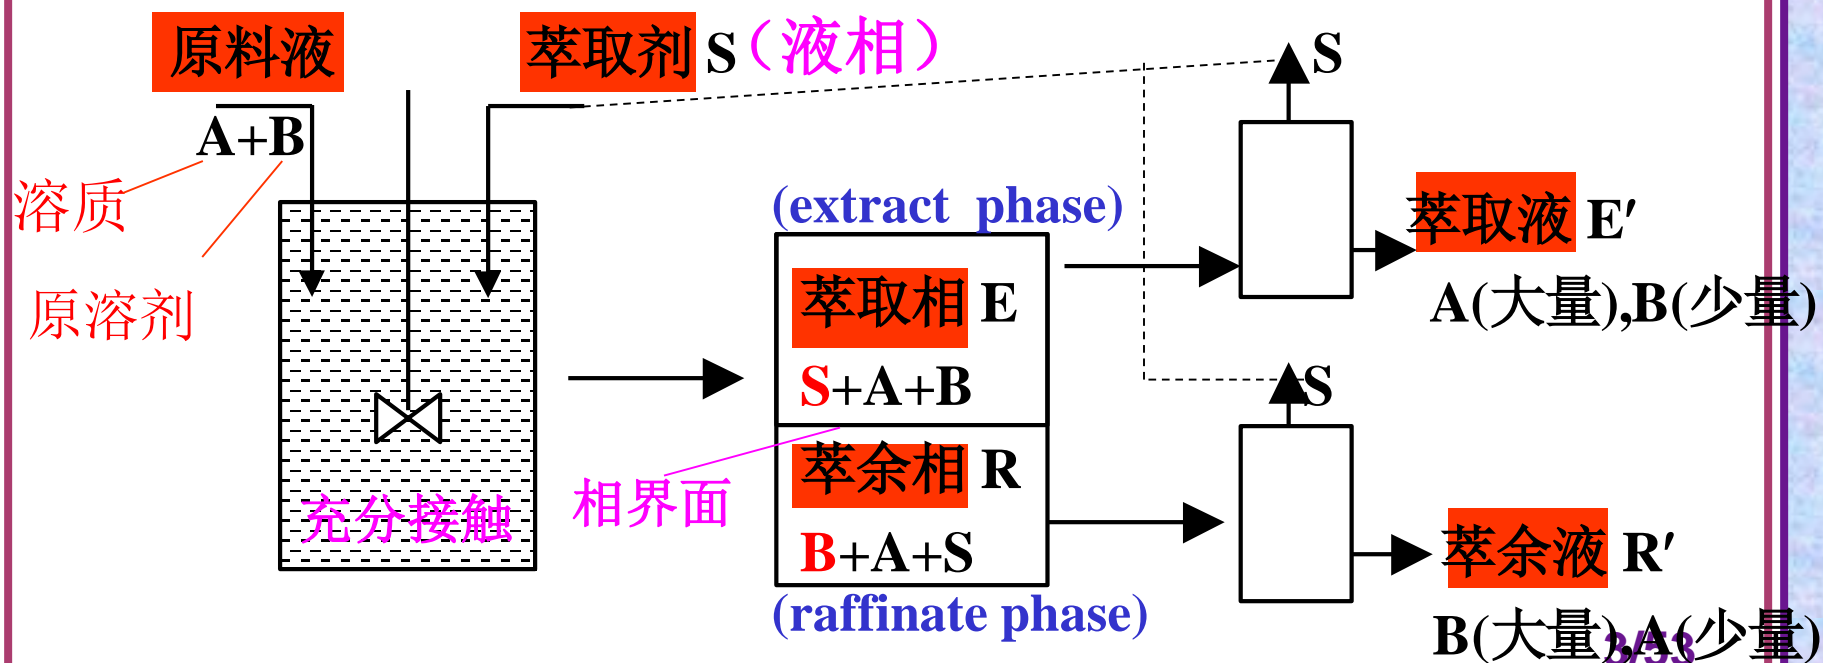 原料液
萃取剂 S（液相）
S
A+B
溶质
原溶剂
(extract phase)
萃取液 E′
A(大量),B(少量)
萃取相 E
S+A+B
S
相界面
萃余相 R
充分接触
B+A+S
萃余液 R′
(raffinate phase)
B(大量),A(少量)
3/53